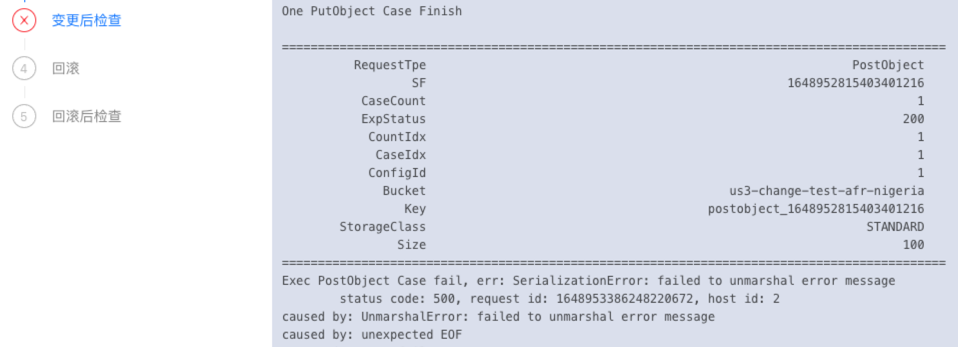 变更后检查
4 回滚
5 回滚后检查
One PutObject Case Finish
=============================================================================================
RequestTpe PostObject
SF 1648952815403401216
CaseCount 1
ExpStatus 200
CountIdx 1
CaseIdx 1
ConfigId 1
Bucket us3-change-test-afr-nigeria
Key postobject_1648952815403401216
StorageClass STANDARD
Size 100
=============================================================================================
Exec PostObject Case fail, err: SerializationError: failed to unmarshal error message
status code: 500, request id: 1648953386248220672, host id: 2
caused by: UnmarshalError: failed to unmarshal error message
caused by: unexpected EOF